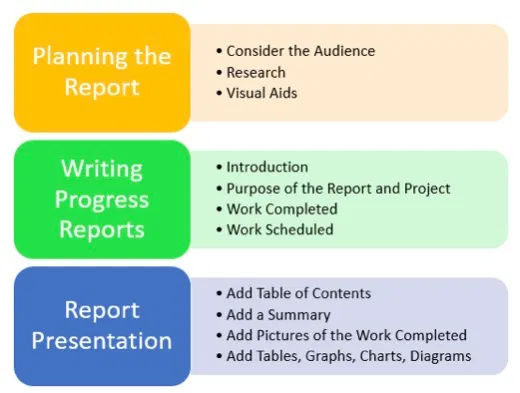 Planning the
Report
• Consider the Audience
• Research
• Visual Aids
Writing
Progress
Reports
• Introduction
• Purpose of the Report and Project
• Work Completed
• Work Scheduled
Report
Presentation
• Add Table of Contents
• Add a Summary
• Add Pictures of the Work Completed
• Add Tables, Graphs, Charts, Diagrams